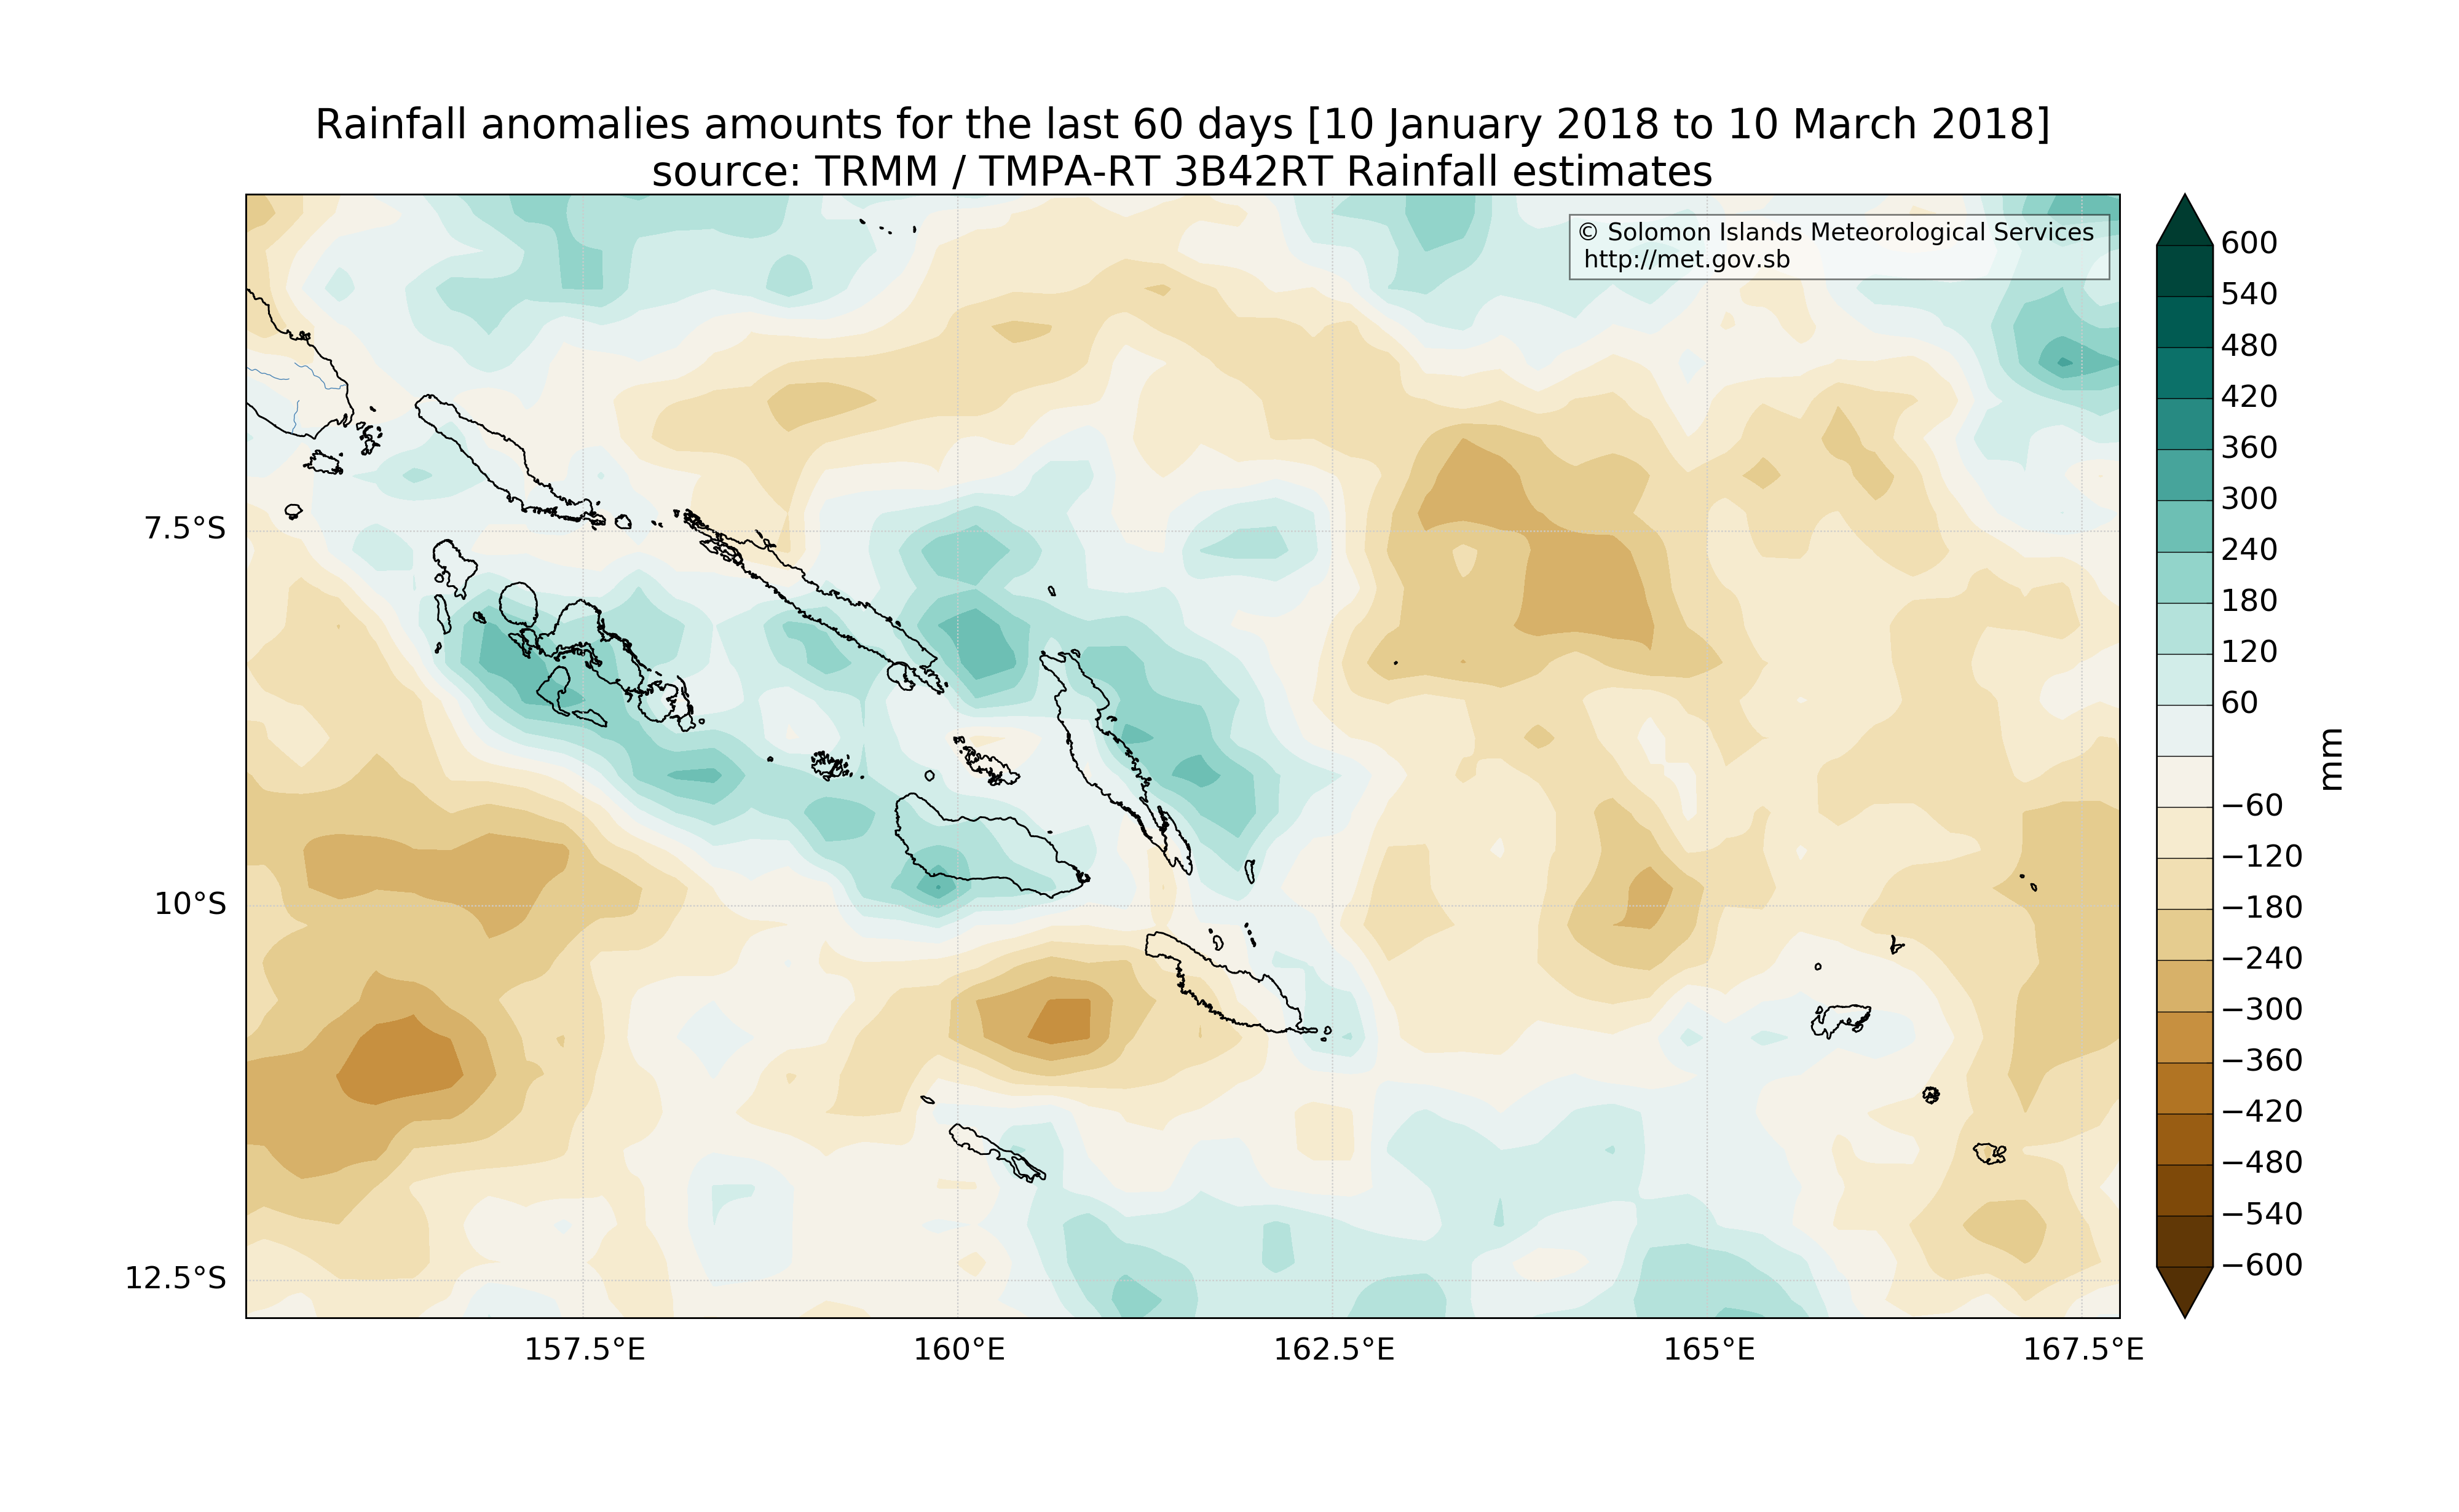 Rainfall anomalies amounts for the last 60 days [10 January 2018 to 10 March 2018]
source: TRMM / TMPA-RT 3B42RT Rainfall estimates
© Solomon Islands Meteorological Services
http://met.gov.sb
7.5°S
10°S
12.5°S
157.5°E
160°E
162.5°E
165°E
167.5°E
600
540
480
420
360
300
240
180
120
60
−60
−120
−180
−240
−300
−360
−420
−480
−540
−600
mm